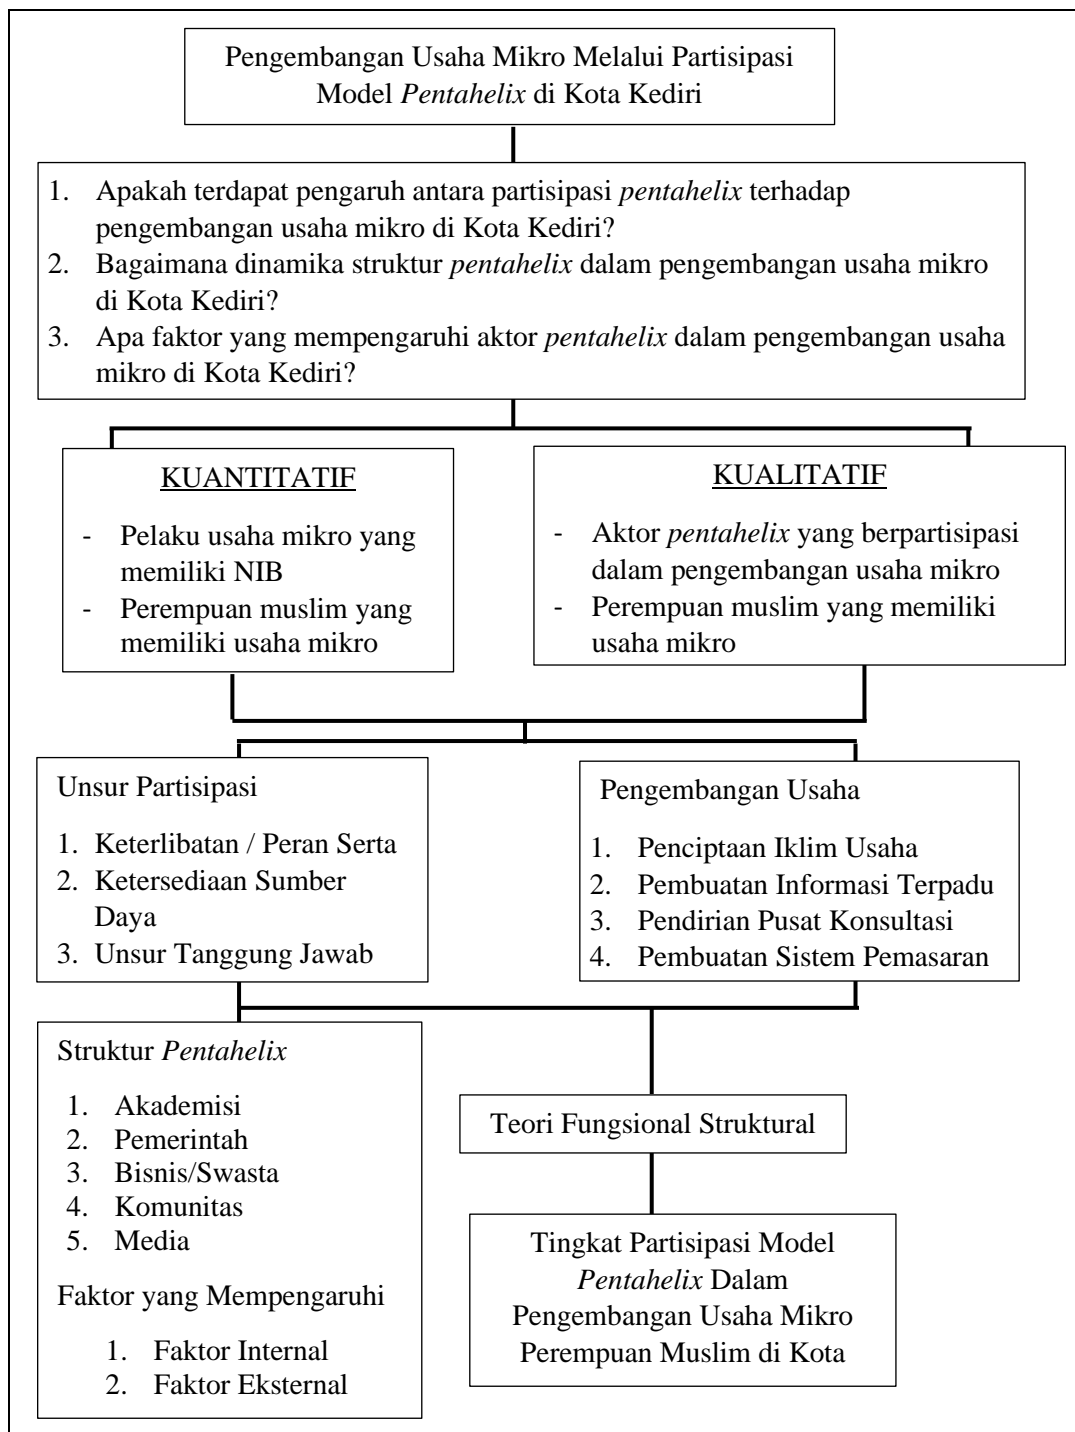 Pengembangan Usaha Mikro Melalui Partisipasi
Model Pentahelix di Kota Kediri
1. Apakah terdapat pengaruh antara partisipasi pentahelix terhadap
pengembangan usaha mikro di Kota Kediri?
2. Bagaimana dinamika struktur pentahelix dalam pengembangan usaha mikro
di Kota Kediri?
3. Apa faktor yang mempengaruhi aktor pentahelix dalam pengembangan usaha
mikro di Kota Kediri?
KUANTITATIF
- Pelaku usaha mikro yang
memiliki NIB
- Perempuan muslim yang
memiliki usaha mikro
KUALITATIF
- Aktor pentahelix yang berpartisipasi
dalam pengembangan usaha mikro
- Perempuan muslim yang memiliki
usaha mikro
Unsur Partisipasi
1. Keterlibatan / Peran Serta
2. Ketersediaan Sumber
Daya
3. Unsur Tanggung Jawab
Pengembangan Usaha
1. Penciptaan Iklim Usaha
2. Pembuatan Informasi Terpadu
3. Pendirian Pusat Konsultasi
4. Pembuatan Sistem Pemasaran
Struktur Pentahelix
1. Akademisi
2. Pemerintah
3. Bisnis/Swasta
4. Komunitas
5. Media
Faktor yang Mempengaruhi
1. Faktor Internal
2. Faktor Eksternal
Teori Fungsional Struktural
Tingkat Partisipasi Model
Pentahelix Dalam
Pengembangan Usaha Mikro
Perempuan Muslim di Kota